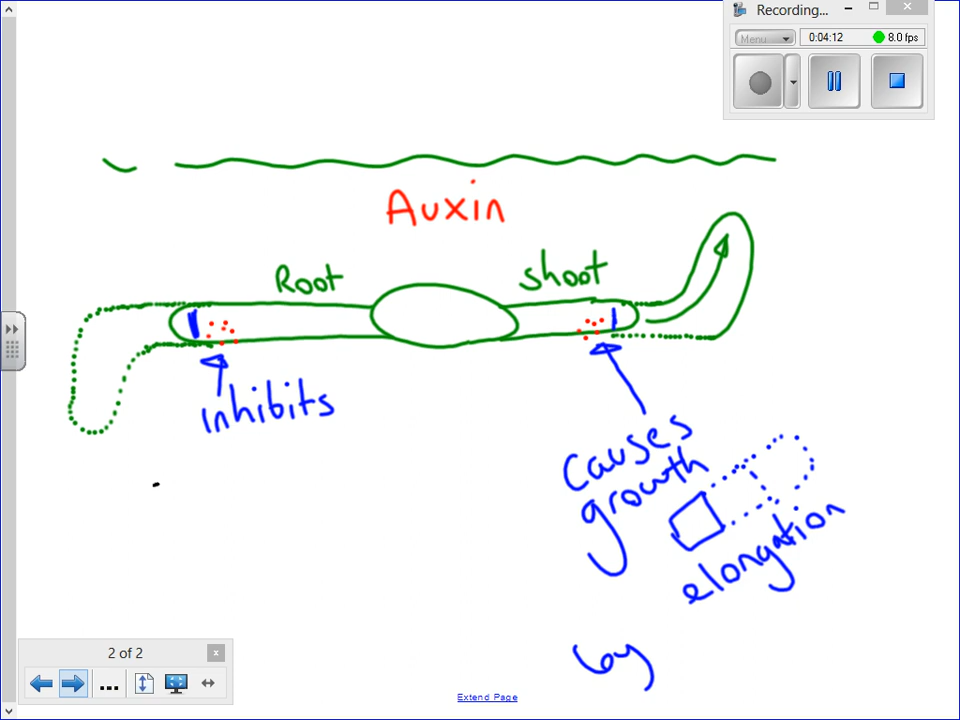 Recording...
Menu
0:04:12
8.0 fps
Auxin
Root
shoot
inhibits
causes
growth
elongation
by
2 of 2
...
Extend Page